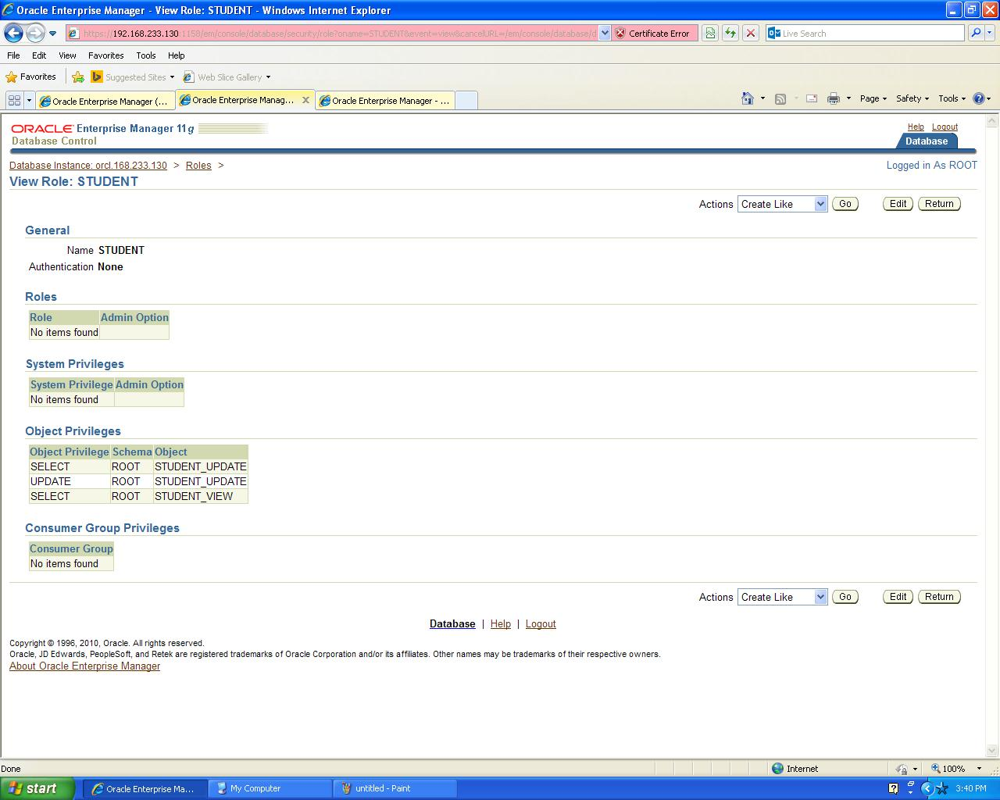 Oracle Enterprise Manager - View Role: STUDENT - Windows Internet Explorer
https://192.168.233.130:1158/em/console/database/security/role?oname=STUDENT&event=view&cancelURL=/em/console/database/d
Certificate Error
Live Search
File Edit View Favorites Tools Help
Favorites Suggested Sites Web Slice Gallery
Oracle Enterprise Manager (... Oracle Enterprise Manag... Oracle Enterprise Manager - ... Page Safety Tools
ORACLE Enterprise Manager 11g
Database Control
Help Logout
Database
Database Instance: orcl.168.233.130 > Roles >
Logged in As ROOT
View Role: STUDENT
Actions Create Like Go Edit Return
General
Name STUDENT
Authentication None
Roles
Role Admin Option
No items found
System Privileges
System Privilege Admin Option
No items found
Object Privileges
Object Privilege Schema Object
SELECT ROOT STUDENT_UPDATE
UPDATE ROOT STUDENT_UPDATE
SELECT ROOT STUDENT_VIEW
Consumer Group Privileges
Consumer Group
No items found
Actions Create Like Go Edit Return
Database | Help | Logout
Copyright © 1996, 2010, Oracle. All rights reserved.
Oracle, JD Edwards, PeopleSoft, and Retek are registered trademarks of Oracle Corporation and/or its affiliates. Other names may be trademarks of their respective owners.
About Oracle Enterprise Manager
Done Internet 100%
start Oracle Enterprise Ma... My Computer untitled - Paint 3:40 PM